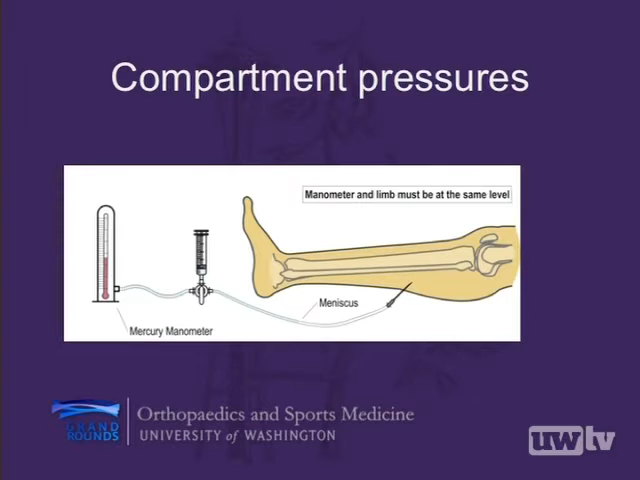 Compartment pressures
Manometer and limb must be at the same level
Meniscus
Mercury Manometer
GRAND
ROUNDS
Orthopaedics and Sports Medicine
UNIVERSITY of WASHINGTON
uwtv